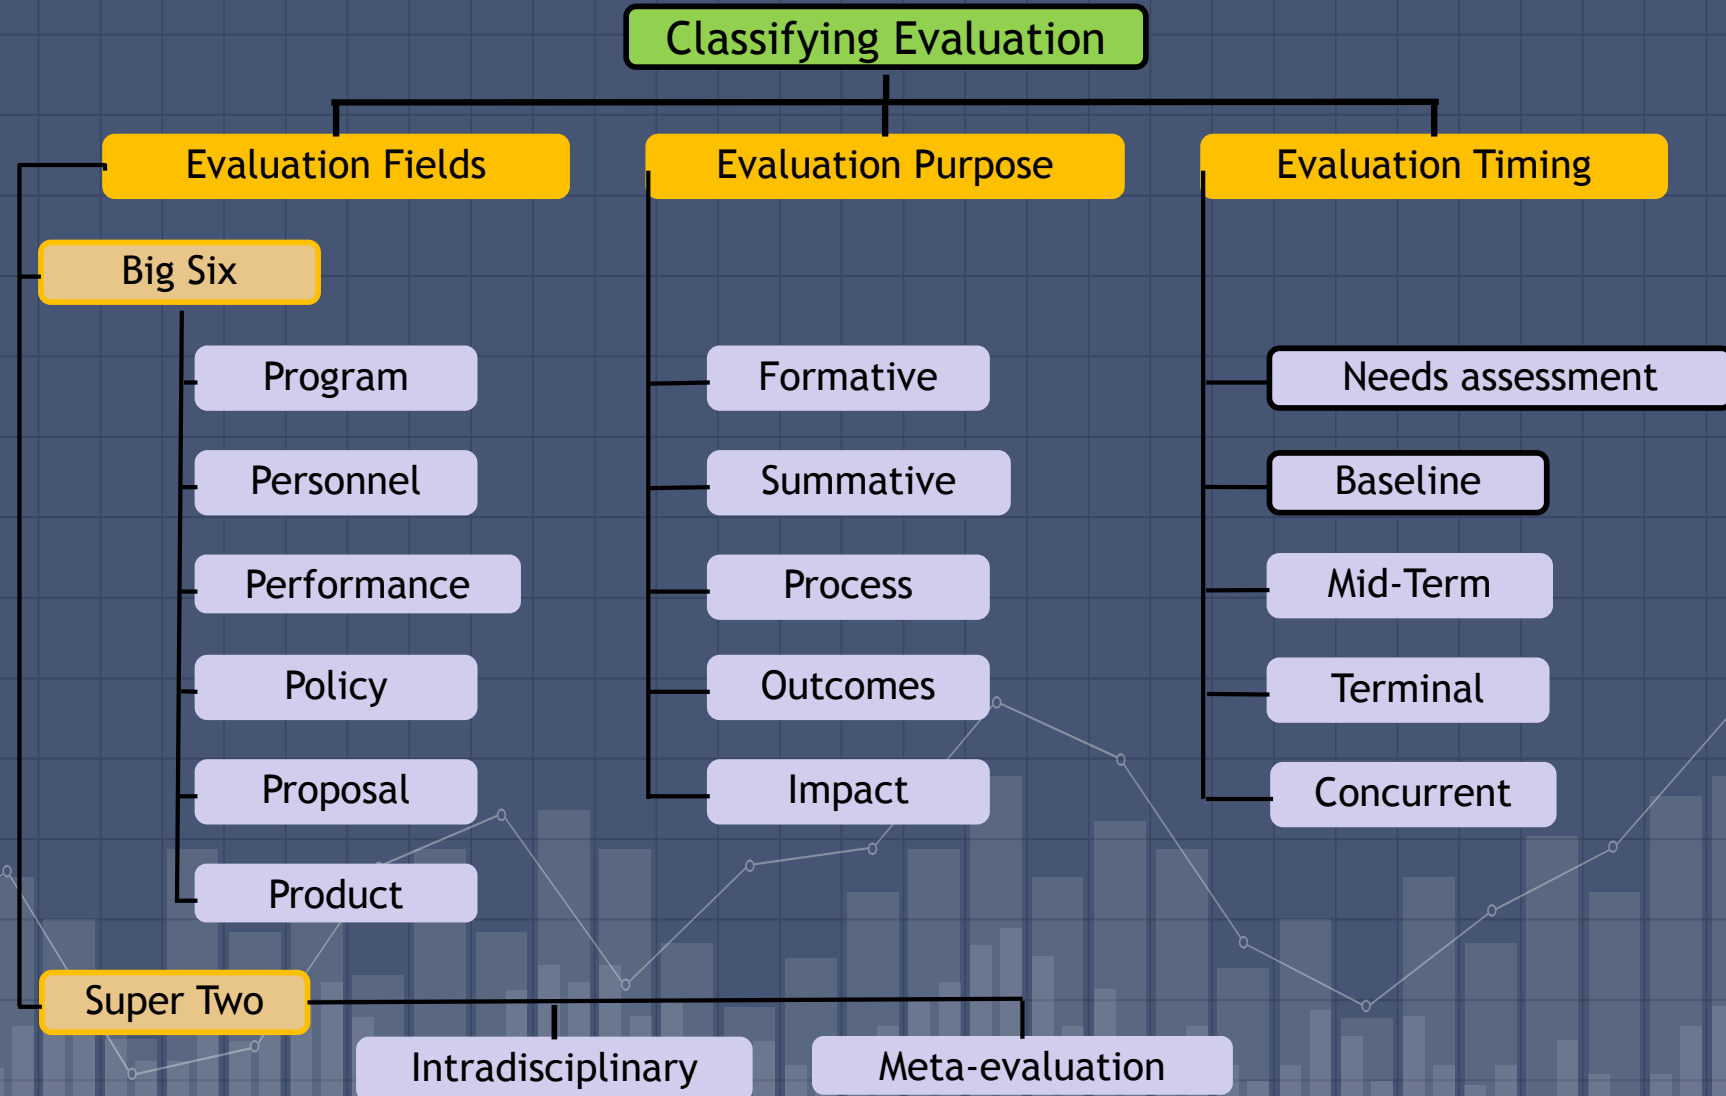 Classifying Evaluation
Evaluation Fields
Evaluation Purpose
Evaluation Timing
Big Six
Program
Personnel
Performance
Policy
Proposal
Product
Super Two
Intradisciplinary
Meta-evaluation
Formative
Summative
Process
Outcomes
Impact
Needs assessment
Baseline
Mid-Term
Terminal
Concurrent